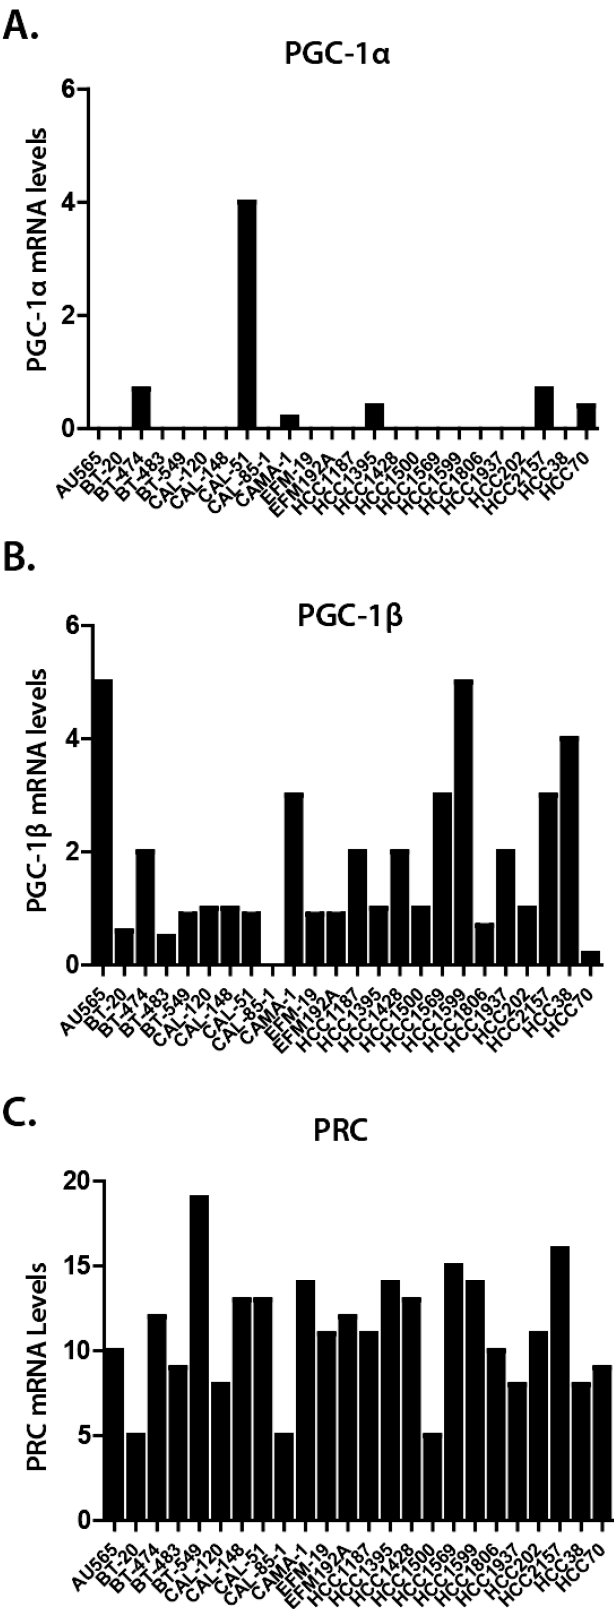 A.
PGC-1α
PGC-1α mRNA levels
6
4
2
0
AU565
BT-20
BT-474
BT-483
BT-549
CAL-120
CAL-148
CAL-51
CAL-85-1
CAMA-1
EFM-19
EFM192A
HCC1187
HCC1395
HCC1428
HCC1500
HCC1569
HCC1599
HCC1806
HCC1937
HCC202
HCC2157
HCC38
HCC70
B.
PGC-1β
PGC-1β mRNA levels
6
4
2
0
AU565
BT-20
BT-474
BT-483
BT-549
CAL-120
CAL-148
CAL-51
CAL-85-1
CAMA-1
EFM-19
EFM192A
HCC1187
HCC1395
HCC1428
HCC1500
HCC1569
HCC1599
HCC1806
HCC1937
HCC202
HCC2157
HCC38
HCC70
C.
PRC
PRC mRNA Levels
20
15
10
5
0
AU565
BT-20
BT-474
BT-483
BT-549
CAL-120
CAL-148
CAL-51
CAL-85-1
CAMA-1
EFM-19
EFM192A
HCC1187
HCC1395
HCC1428
HCC1500
HCC1569
HCC1599
HCC1806
HCC1937
HCC202
HCC2157
HCC38
HCC70